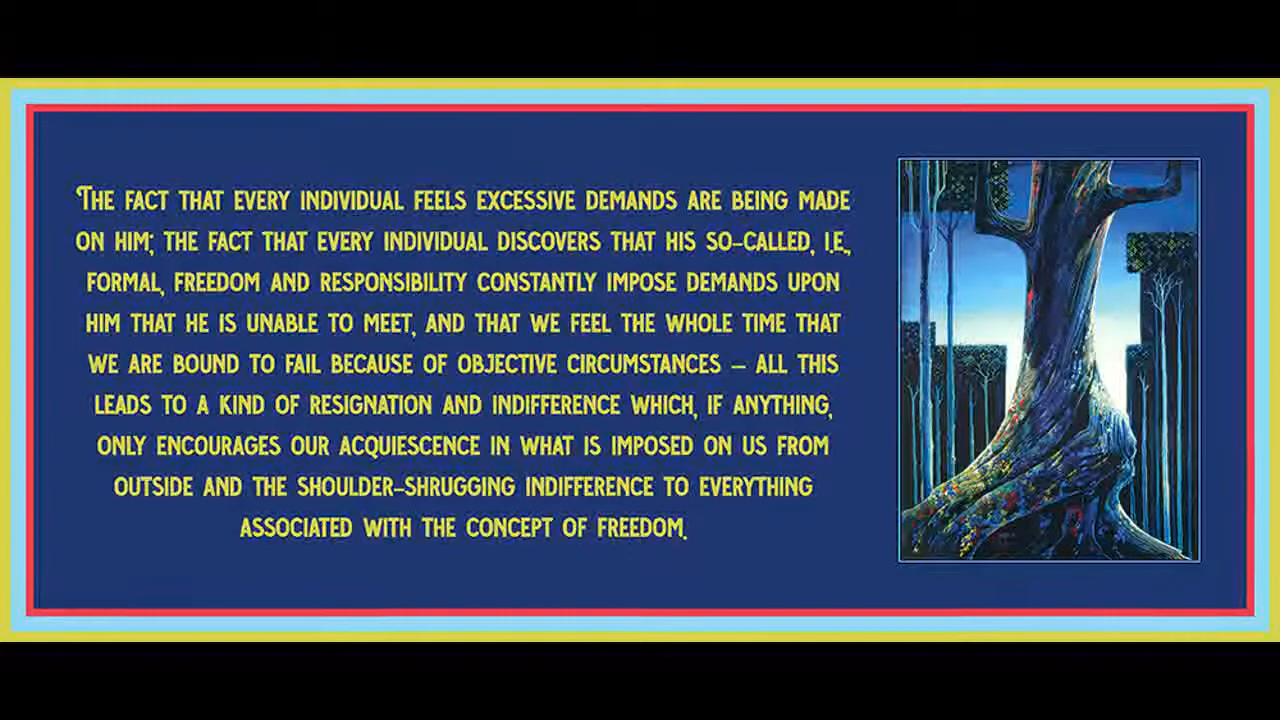 The fact that every individual feels excessive demands are being made
on him; the fact that every individual discovers that his so-called, i.e.,
formal, freedom and responsibility constantly impose demands upon
him that he is unable to meet, and that we feel the whole time that
we are bound to fail because of objective circumstances – all this
leads to a kind of resignation and indifference which, if anything,
only encourages our acquiescence in what is imposed on us from
outside and the shoulder-shrugging indifference to everything
associated with the concept of freedom.